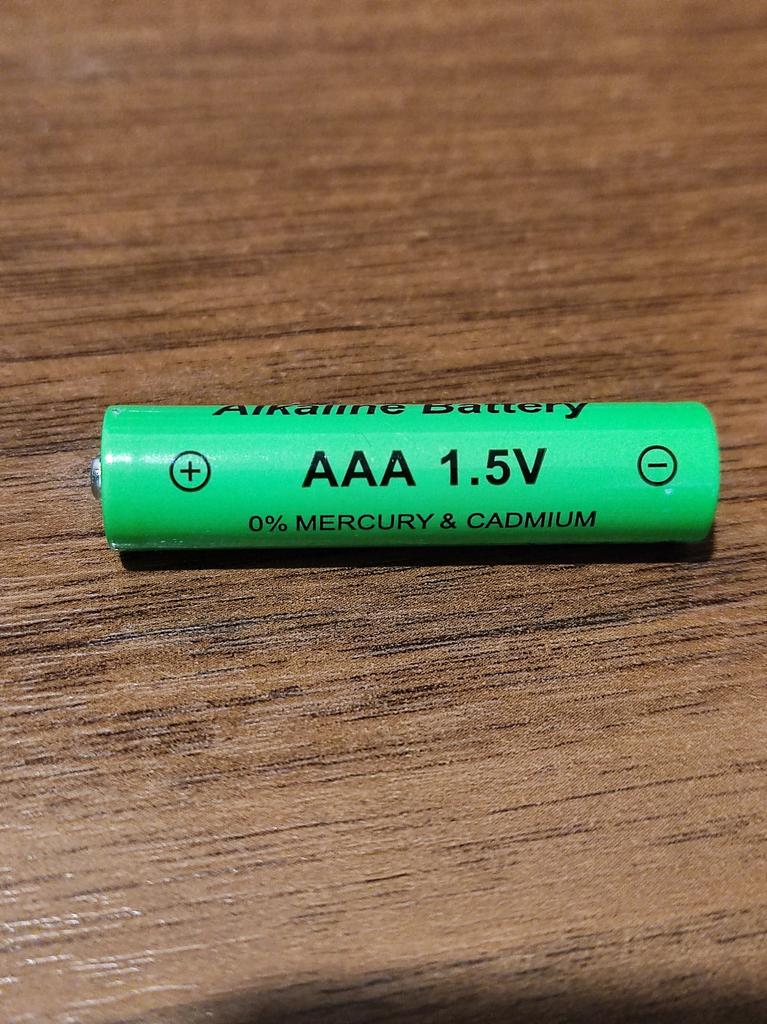 Alkaline Battery
+ AAA 1.5V −
0% MERCURY & CADMIUM